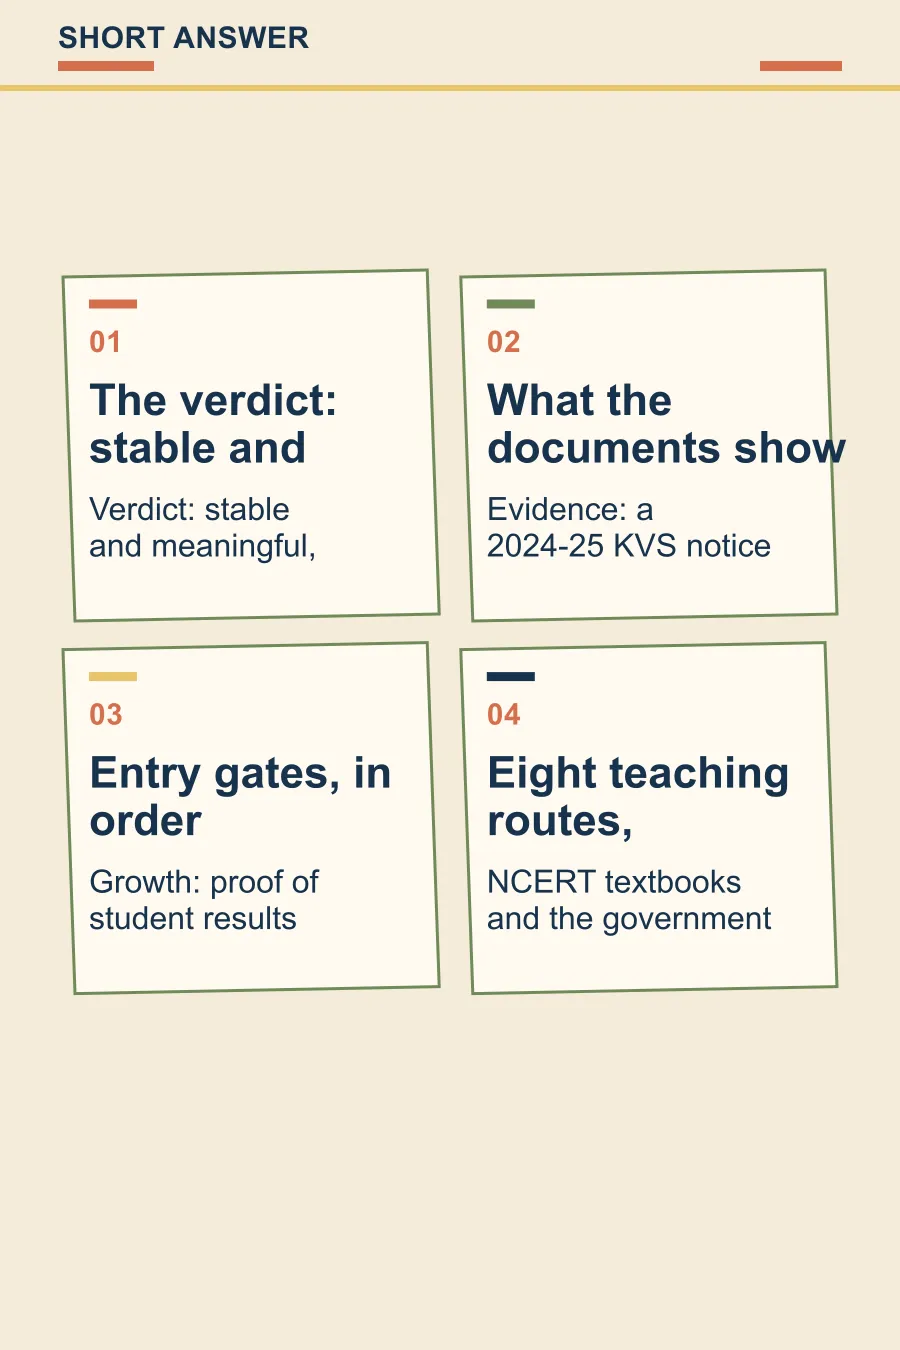 SHORT ANSWER
01
The verdict:
stable and
Verdict: stable
and meaningful,
02
What the
documents show
Evidence: a
2024-25 KVS notice
03
Entry gates, in
order
Growth: proof of
student results
04
Eight teaching
routes,
NCERT textbooks
and the government